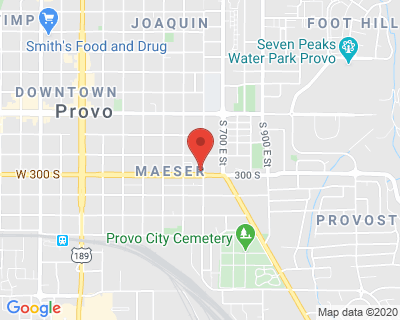 TIMP
JOAQUIN
FOOT HILL
Smith's Food and Drug
Seven Peaks
Water Park Provo
DOWNTOWN
Provo
S 700 E St
S 900 E St
MAESER
W 300 S
300 S
PROVOST
Provo City Cemetery
189
Google
Map data ©2020